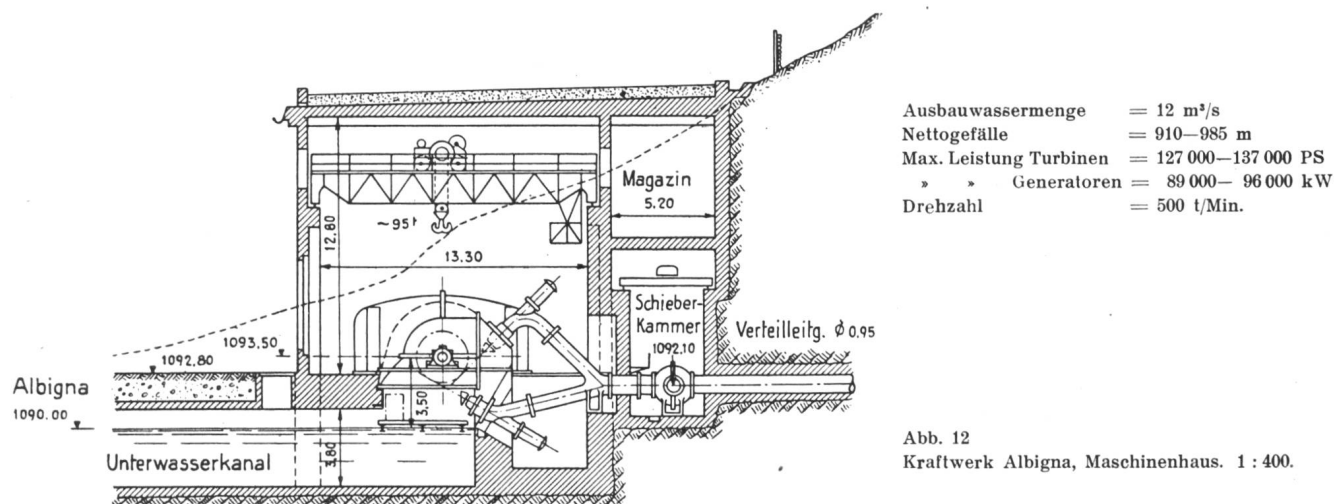 Magazin
5.20
~95t
12,80
13.30
Schieber-
Kammer
1092,10
Verteilleitg. ϕ 0.95
1093,50
1092,80
Albigna
1090.00
3,50
3,80
Unterwasserkanal
Ausbauwassermenge = 12 m³/s
Nettogefälle = 910—985 m
Max. Leistung Turbinen = 127 000—137 000 PS
» » Generatoren = 89 000— 96 000 kW
Drehzahl = 500 t/Min.
Abb. 12
Kraftwerk Albigna, Maschinenhaus. 1 : 400.